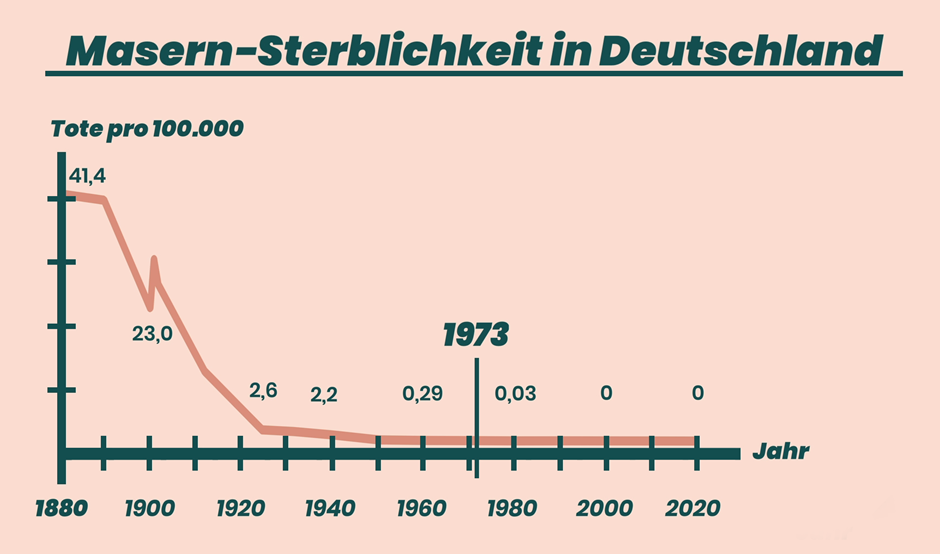 Masern-Sterblichkeit in Deutschland
Tote pro 100.000
41,4
23,0
2,6
2,2
0,29
1973
0,03
0
0
Jahr
1880 1900 1920 1940 1960 1980 2000 2020